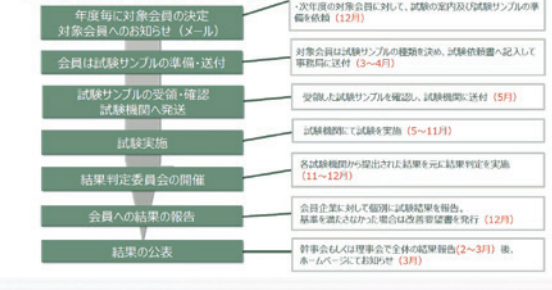 年度毎に対象会員の決定
対象会員へのお知らせ（メール）
・次年度の対象会員に対して、試験の案内及び試験サンプルの準
備を依頼（12月）
会員は試験サンプルの準備・送付
対象会員は試験サンプルの種類を決め、試験依頼書へ記入して
事務局に送付（3～4月）
試験サンプルの受領・確認
試験機関へ発送
受領した試験サンプルを確認し、試験機関に送付（5月）
試験実施
試験機関にて試験を実施（5～11月）
結果判定委員会の開催
各試験機関から提出された結果を元に結果判定を実施
（11～12月）
会員への結果の報告
会員企業に対して個別に試験結果を報告。
基準を満たさなかった場合は改善要望書を発行（12月）
結果の公表
幹事会もしくは理事会で全体の結果報告(2～3月）後、
ホームページにてお知らせ（3月）